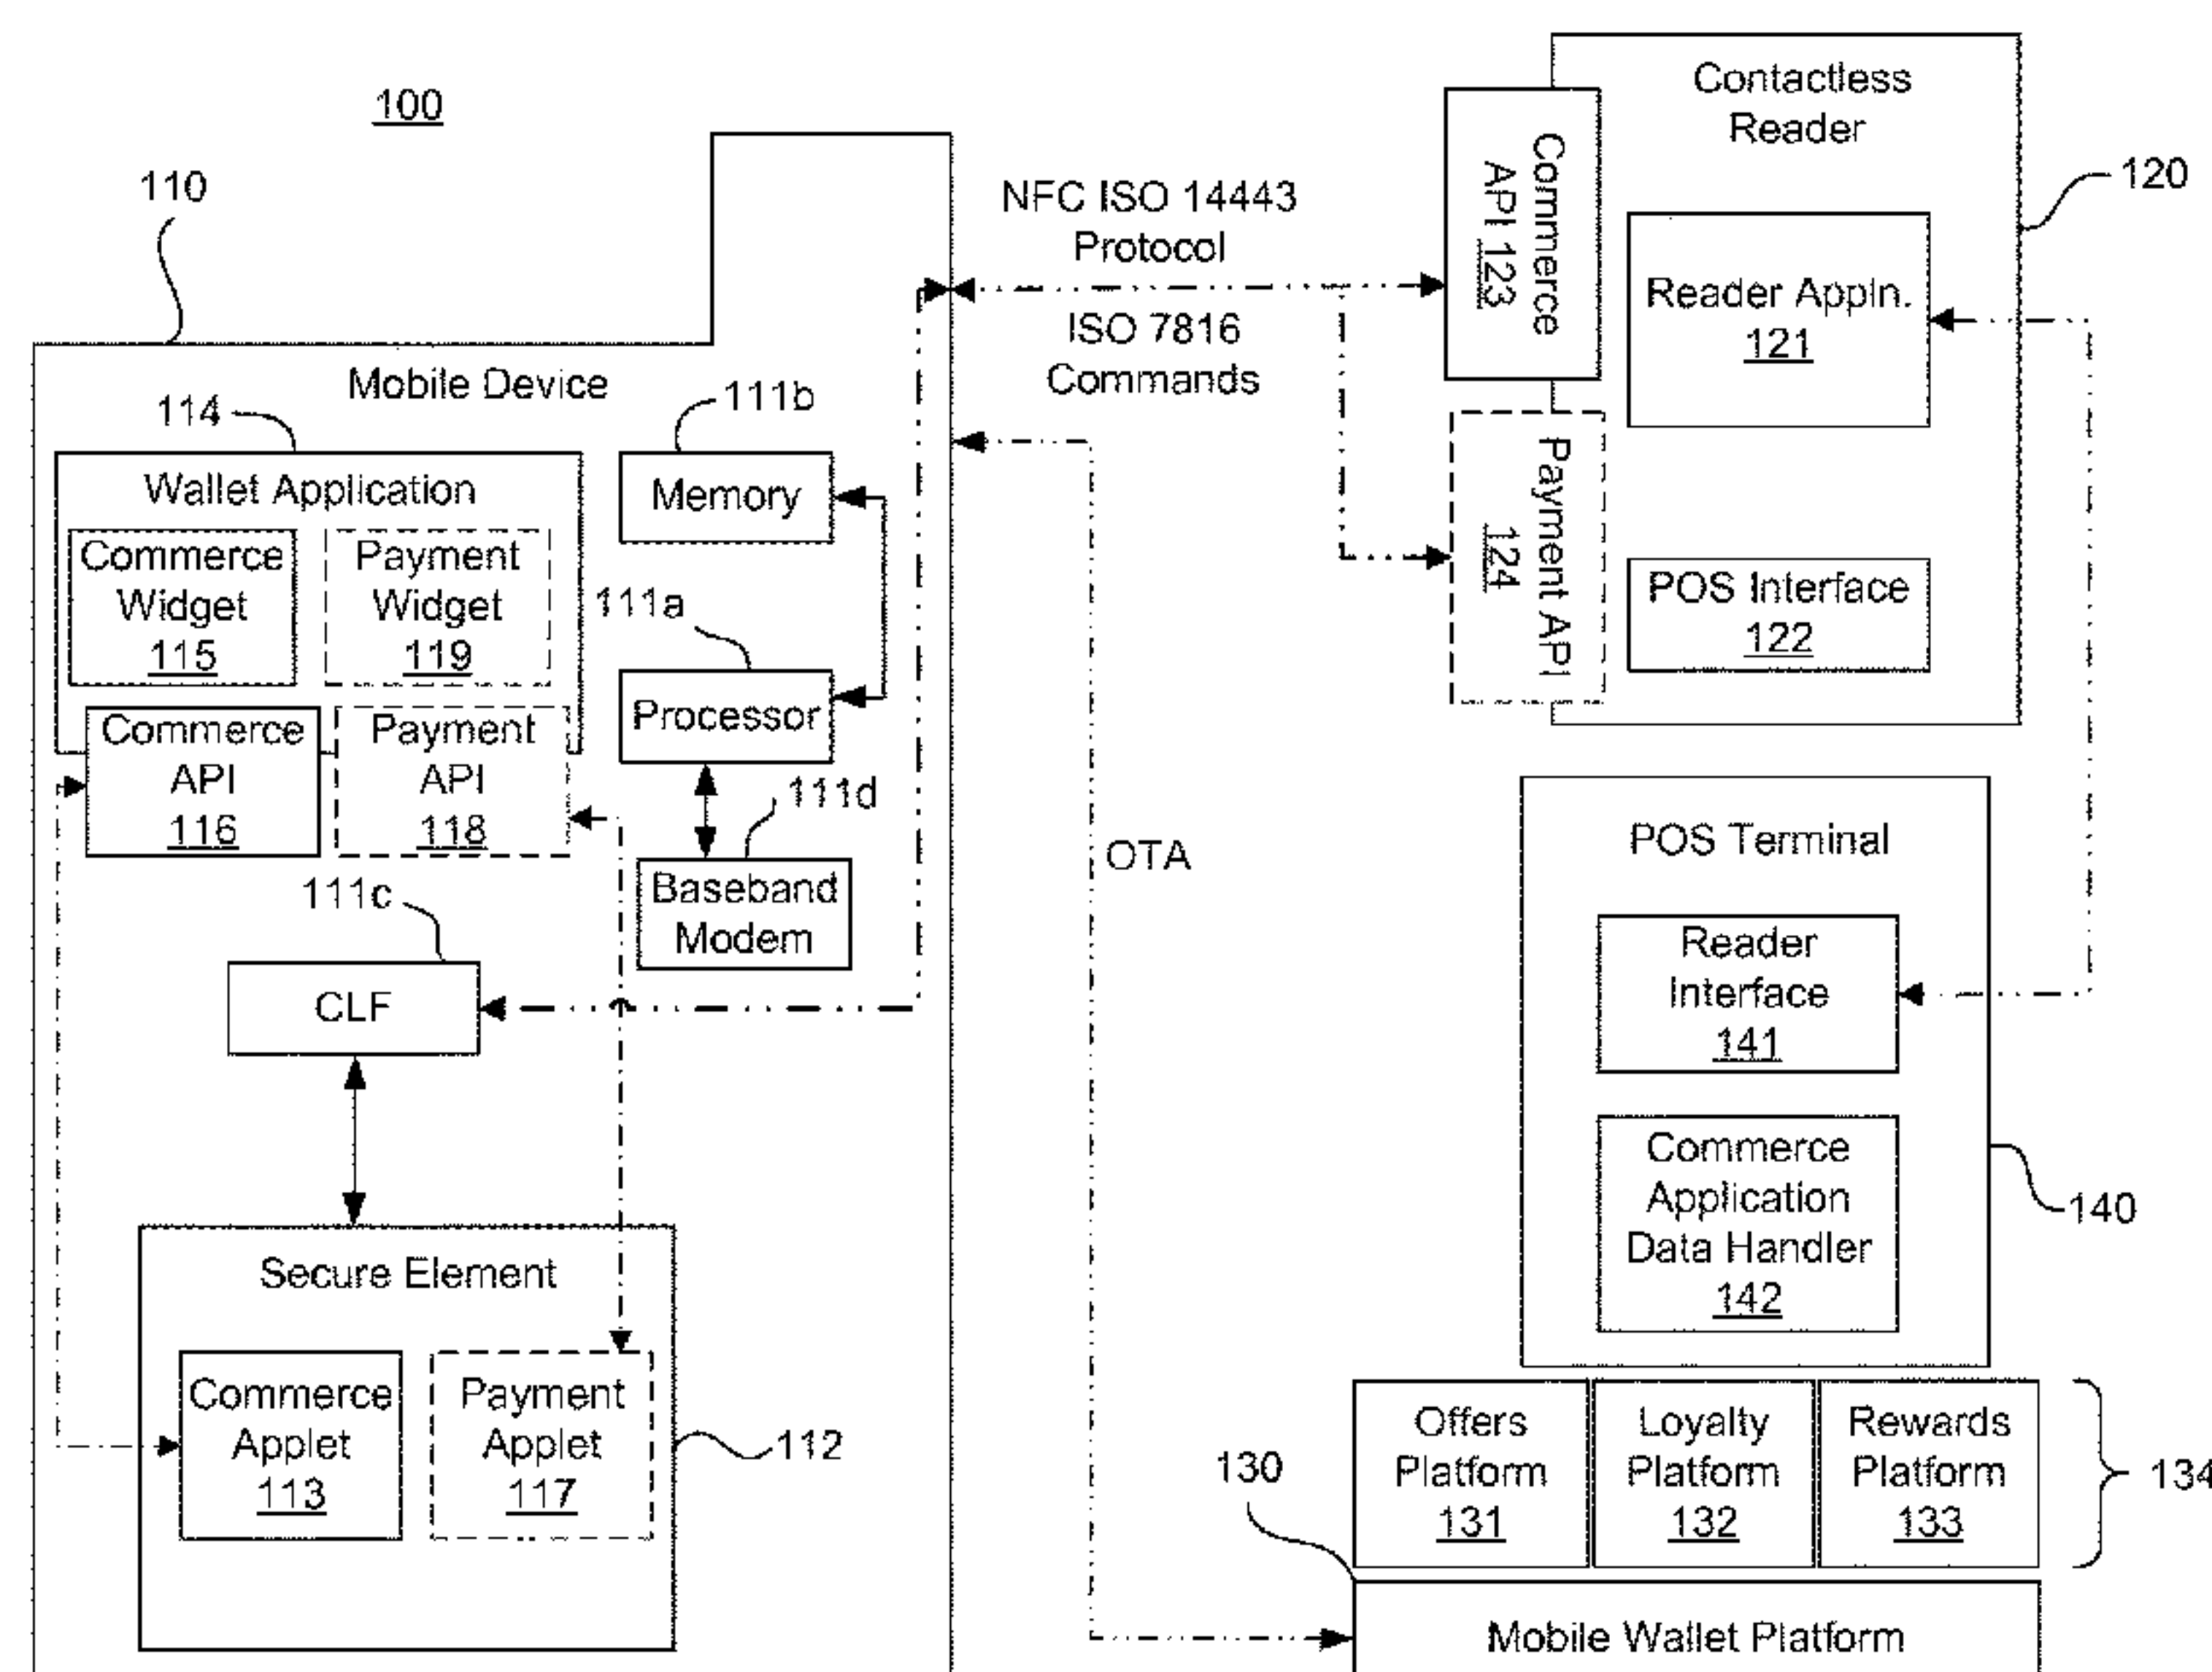 100
110
Mobile Device
114
Wallet Application
Commerce
Widget
115
Payment
Widget
119
Commerce
API
116
Payment
API
118
111b
Memory
111a
Processor
111d
Baseband
Modem
111c
CLF
Secure Element
Commerce
Applet
113
Payment
Applet
117
112
NFC ISO 14443
Protocol
ISO 7816
Commands
OTA
Contactless
Reader
120
Commerce
API 123
Payment API
124
Reader Appln.
121
POS Interface
122
POS Terminal
Reader
Interface
141
Commerce
Application
Data Handler
142
140
Offers
Platform
131
Loyalty
Platform
132
Rewards
Platform
133
134
130
Mobile Wallet Platform